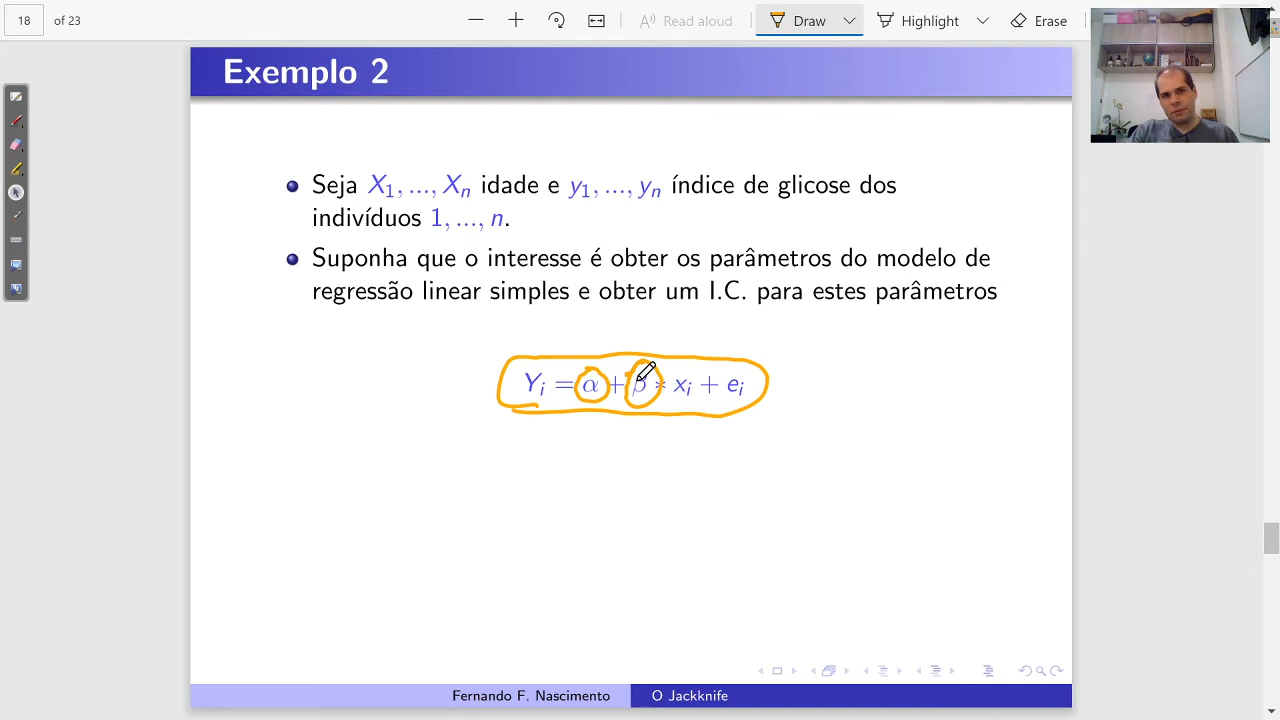 18
of 23
Read aloud
Draw
Highlight
Erase
Exemplo 2
Seja X₁, ..., Xₙ idade e y₁, ..., yₙ índice de glicose dos
indivíduos 1, ..., n.
Suponha que o interesse é obter os parâmetros do modelo de
regressão linear simples e obter um I.C. para estes parâmetros
Yᵢ = α + β * xᵢ + eᵢ
Fernando F. Nascimento
O Jackknife